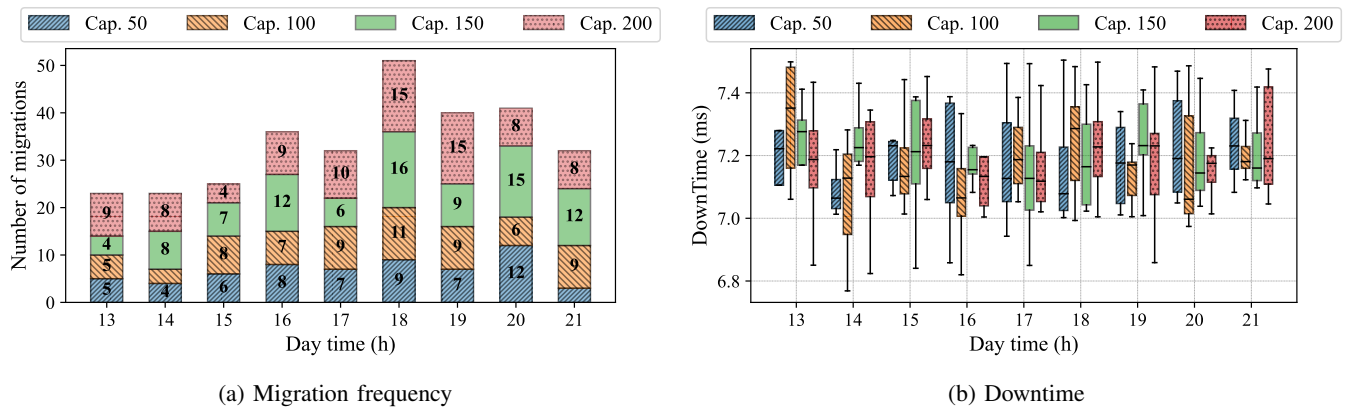 Cap. 50 Cap. 100 Cap. 150 Cap. 200
Number of migrations
50
40
30
20
10
0
9 4 5 5
8 8 4
4 7 8 6
9 12 7 8
10 6 9 7
15 16 11 9
15 9 9 7
8 15 6 12
8 12 9
13 14 15 16 17 18 19 20 21
Day time (h)
(a) Migration frequency
Cap. 50 Cap. 100 Cap. 150 Cap. 200
DownTime (ms)
7.4
7.2
7.0
6.8
13 14 15 16 17 18 19 20 21
Day time (h)
(b) Downtime